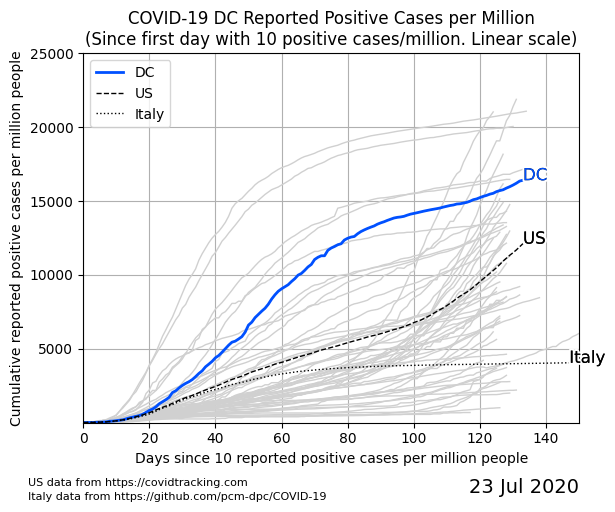 COVID-19 DC Reported Positive Cases per Million
(Since first day with 10 positive cases/million. Linear scale)
Cumulative reported positive cases per million people
25000
20000
15000
10000
5000
DC
US
Italy
DC
US
Italy
0
20
40
60
80
100
120
140
Days since 10 reported positive cases per million people
US data from https://covidtracking.com
Italy data from https://github.com/pcm-dpc/COVID-19
23 Jul 2020